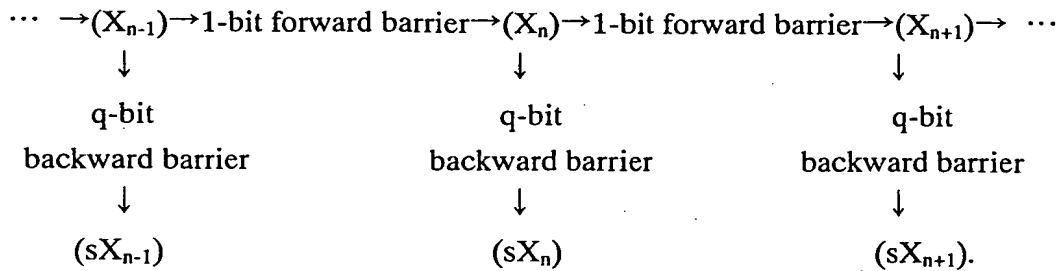 ··· →(Xn-1)→1-bit forward barrier→(Xn)→1-bit forward barrier→(Xn+1)→ ···
↓ ↓ ↓
q-bit q-bit q-bit
backward barrier backward barrier backward barrier
↓ ↓ ↓
(sXn-1) (sXn) (sXn+1).